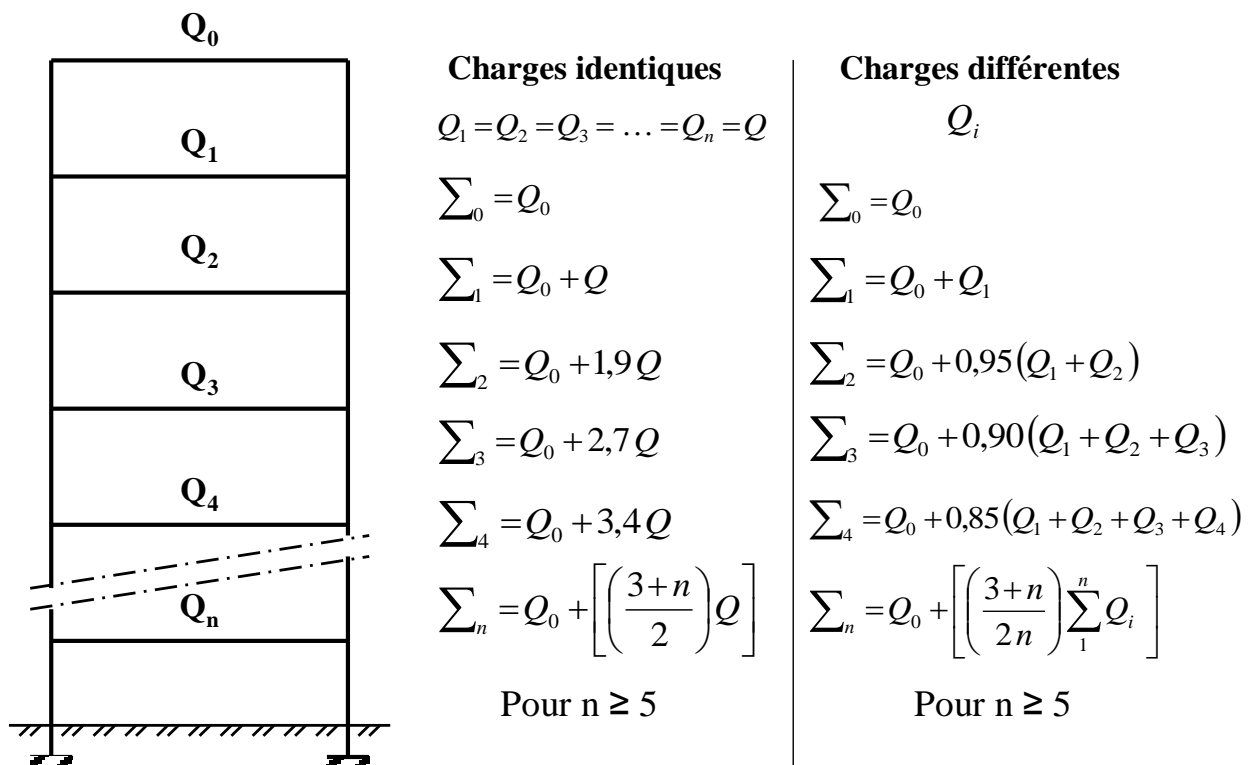 Q₀
Q₁
Q₂
Q₃
Q₄
Qₙ
Charges identiques
Q₁=Q₂=Q₃=…=Qₙ=Q
∑₀=Q₀
∑₁=Q₀+Q
∑₂=Q₀+1,9Q
∑₃=Q₀+2,7Q
∑₄=Q₀+3,4Q
∑ₙ=Q₀+[((3+n)/2)Q]
Pour n ≥ 5
Charges différentes
Qᵢ
∑₀=Q₀
∑₁=Q₀+Q₁
∑₂=Q₀+0,95(Q₁+Q₂)
∑₃=Q₀+0,90(Q₁+Q₂+Q₃)
∑₄=Q₀+0,85(Q₁+Q₂+Q₃+Q₄)
∑ₙ=Q₀+[((3+n)/2n)∑₁ⁿQᵢ]
Pour n ≥ 5